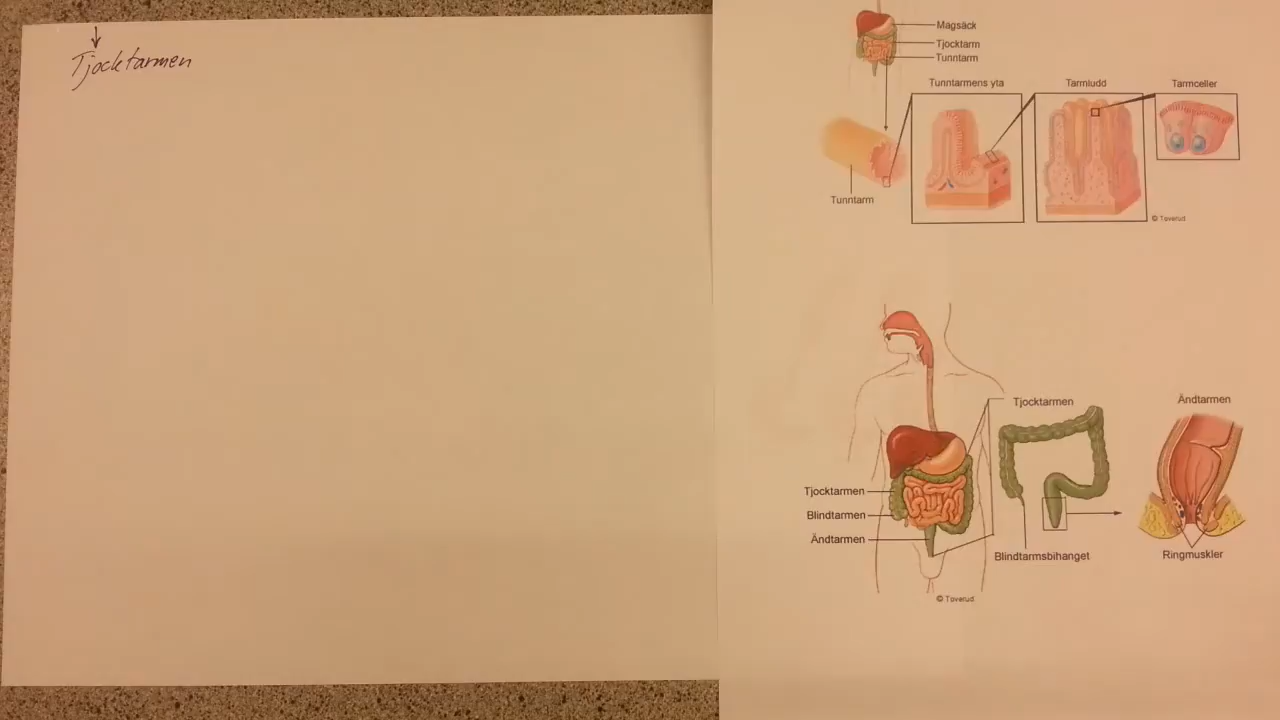 Tjocktarmen
Magsäck
Tjocktarm
Tunntarm
Tunntarmens yta
Tarmludd
Tarmceller
Tunntarm
© Tøverud
Tjocktarmen
Ändtarmen
Tjocktarmen
Blindtarmen
Ändtarmen
Blindtarmsbihanget
Ringmuskler
© Tøverud